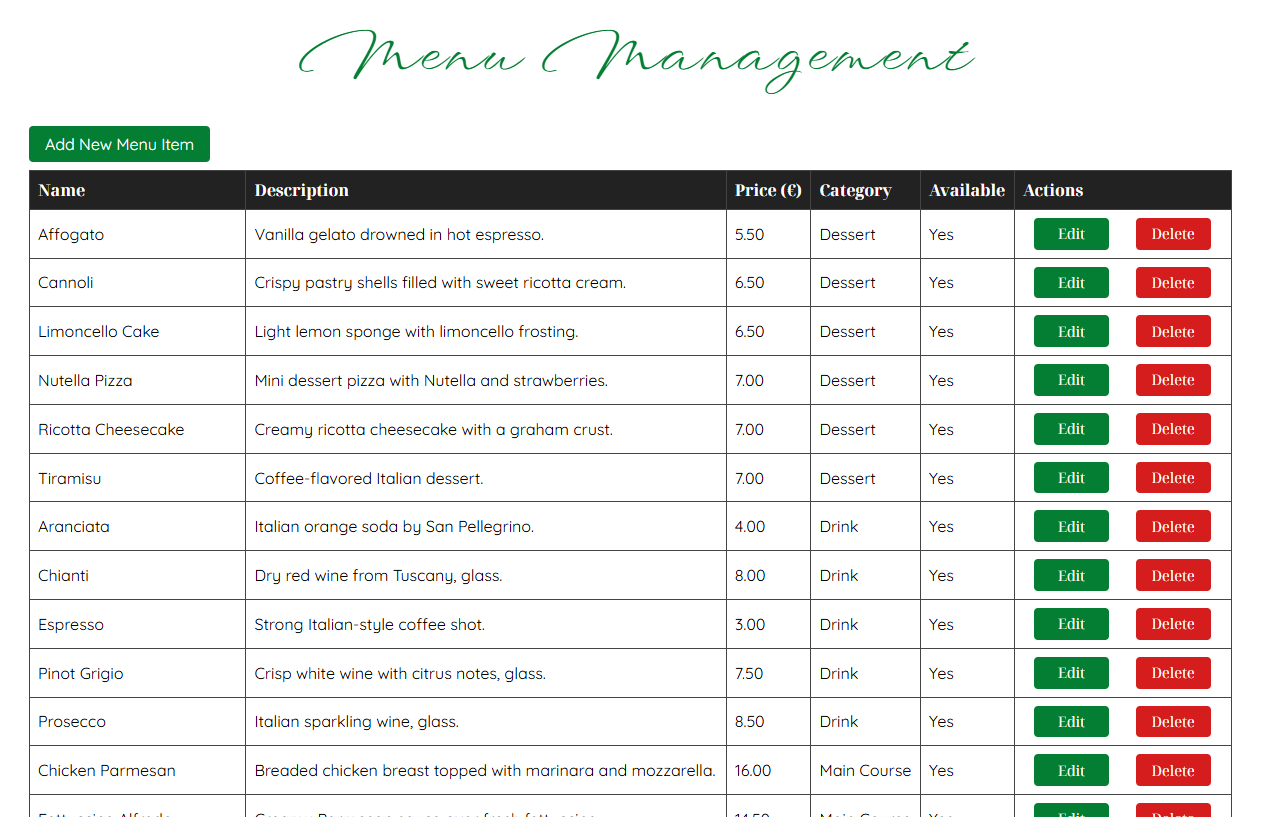 Menu Management
Add New Menu Item
Name Description Price (€) Category Available Actions
Affogato Vanilla gelato drowned in hot espresso. 5.50 Dessert Yes Edit Delete
Cannoli Crispy pastry shells filled with sweet ricotta cream. 6.50 Dessert Yes Edit Delete
Limoncello Cake Light lemon sponge with limoncello frosting. 6.50 Dessert Yes Edit Delete
Nutella Pizza Mini dessert pizza with Nutella and strawberries. 7.00 Dessert Yes Edit Delete
Ricotta Cheesecake Creamy ricotta cheesecake with a graham crust. 7.00 Dessert Yes Edit Delete
Tiramisu Coffee-flavored Italian dessert. 7.00 Dessert Yes Edit Delete
Aranciata Italian orange soda by San Pellegrino. 4.00 Drink Yes Edit Delete
Chianti Dry red wine from Tuscany, glass. 8.00 Drink Yes Edit Delete
Espresso Strong Italian-style coffee shot. 3.00 Drink Yes Edit Delete
Pinot Grigio Crisp white wine with citrus notes, glass. 7.50 Drink Yes Edit Delete
Prosecco Italian sparkling wine, glass. 8.50 Drink Yes Edit Delete
Chicken Parmesan Breaded chicken breast topped with marinara and mozzarella. 16.00 Main Course Yes Edit Delete